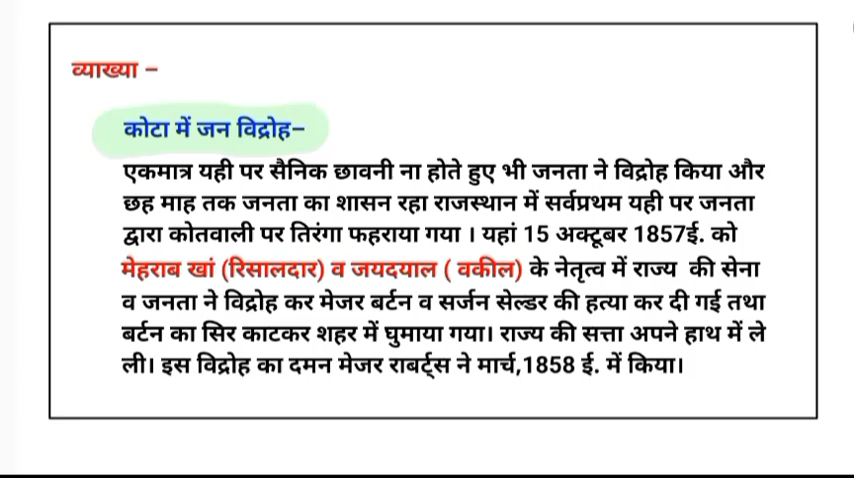 व्याख्या –
कोटा में जन विद्रोह–
एकमात्र यही पर सैनिक छावनी ना होते हुए भी जनता ने विद्रोह किया और
छह माह तक जनता का शासन रहा राजस्थान में सर्वप्रथम यही पर जनता
द्वारा कोतवाली पर तिरंगा फहराया गया । यहां 15 अक्टूबर 1857ई. को
मेहराब खां (रिसालदार) व जयदयाल ( वकील) के नेतृत्व में राज्य की सेना
व जनता ने विद्रोह कर मेजर बर्टन व सर्जन सेल्डर की हत्या कर दी गई तथा
बर्टन का सिर काटकर शहर में घुमाया गया। राज्य की सत्ता अपने हाथ में ले
ली। इस विद्रोह का दमन मेजर राबर्ट्स ने मार्च,1858 ई. में किया।